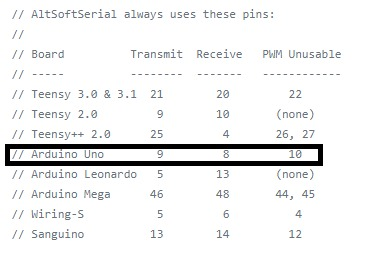 // AltSoftSerial always uses these pins:
//
// Board Transmit Receive PWM Unusable
// ----- -------- ------- ------------
// Teensy 3.0 & 3.1 21 20 22
// Teensy 2.0 9 10 (none)
// Teensy++ 2.0 25 4 26, 27
// Arduino Uno 9 8 10
// Arduino Leonardo 5 13 (none)
// Arduino Mega 46 48 44, 45
// Wiring-S 5 6 4
// Sanguino 13 14 12